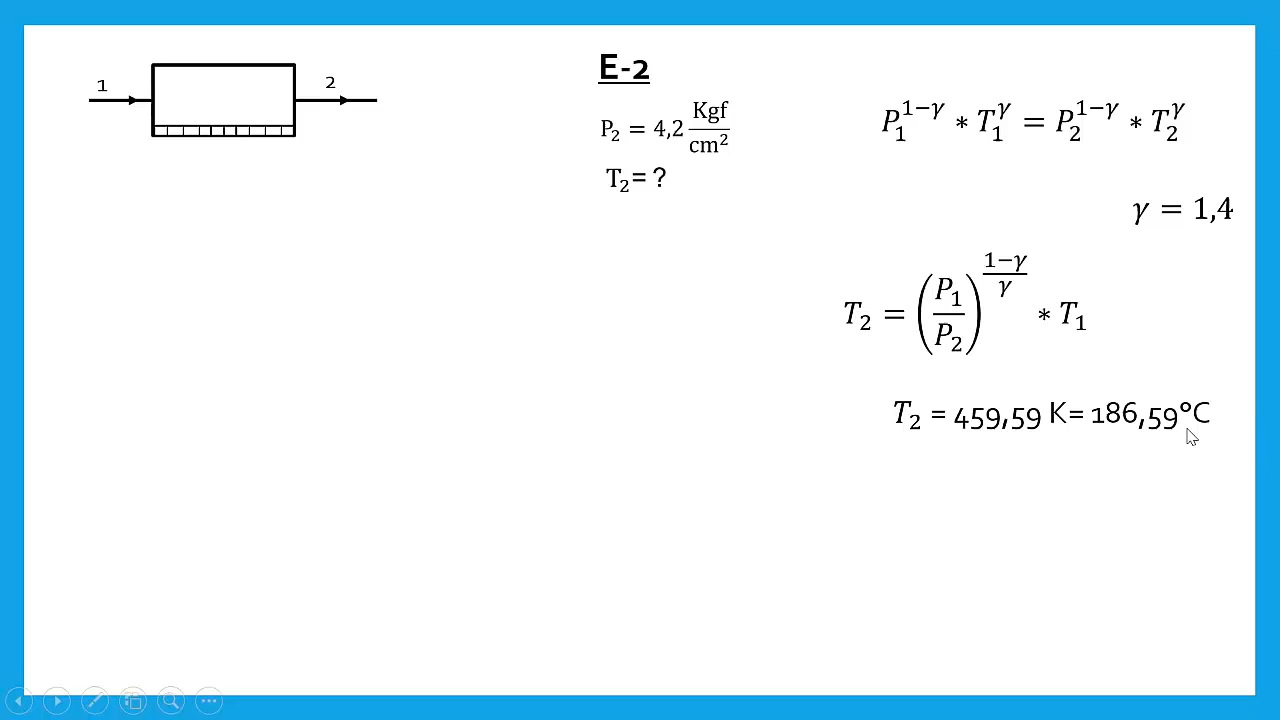 1
2
E-2
P₂ = 4,2 Kgf/cm²
T₂= ?
P₁^(1−γ) * T₁^γ = P₂^(1−γ) * T₂^γ
γ = 1,4
T₂ = (P₁/P₂)^((1−γ)/γ) * T₁
T₂ = 459,59 K= 186,59°C